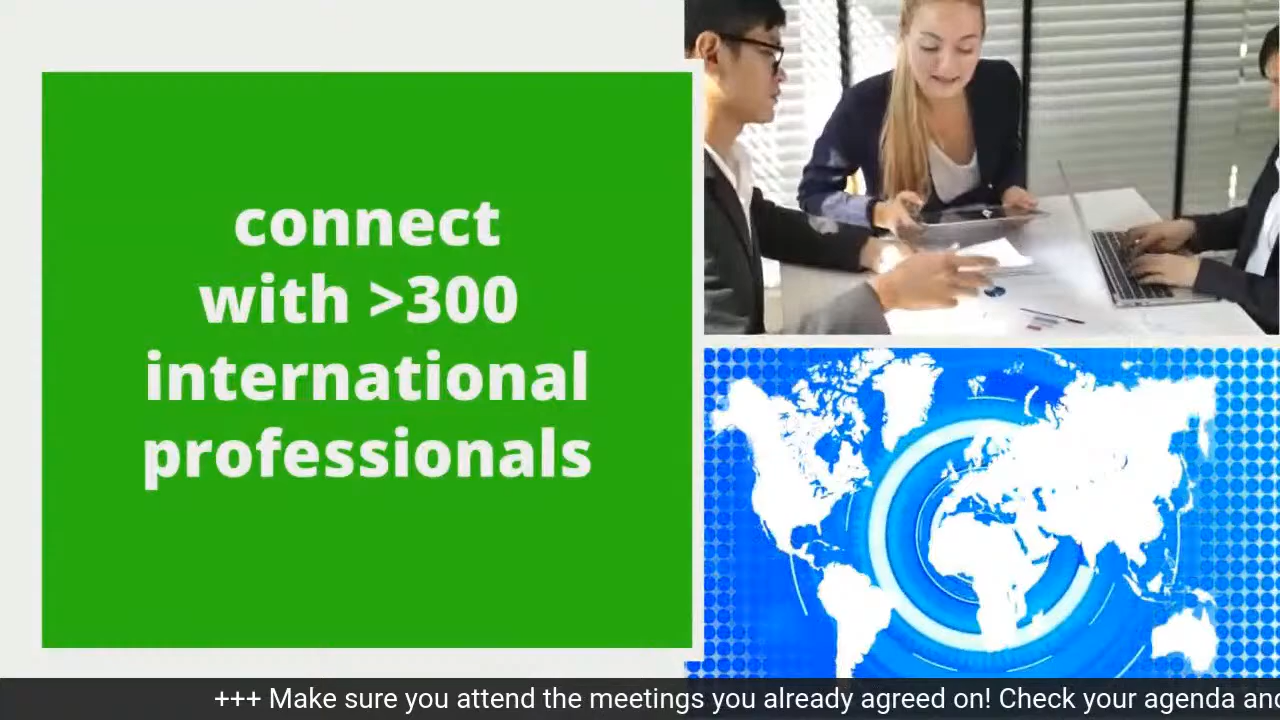 connect
with >300
international
professionals
+++ Make sure you attend the meetings you already agreed on! Check your agenda and